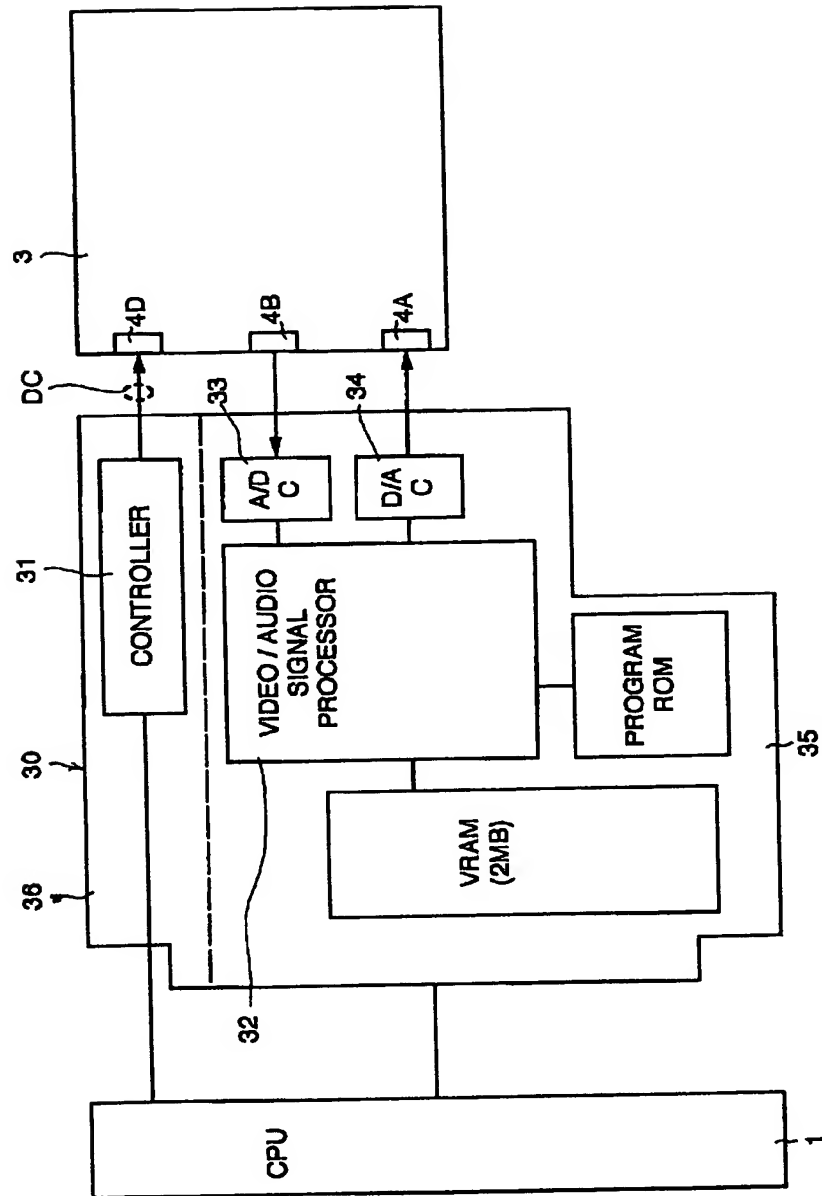 3
4D
4B
4A
DC
33
34
A/D
C
D/A
C
31
CONTROLLER
VIDEO / AUDIO
SIGNAL
PROCESSOR
PROGRAM
ROM
35
30
36
VRAM
(2MB)
32
CPU
1